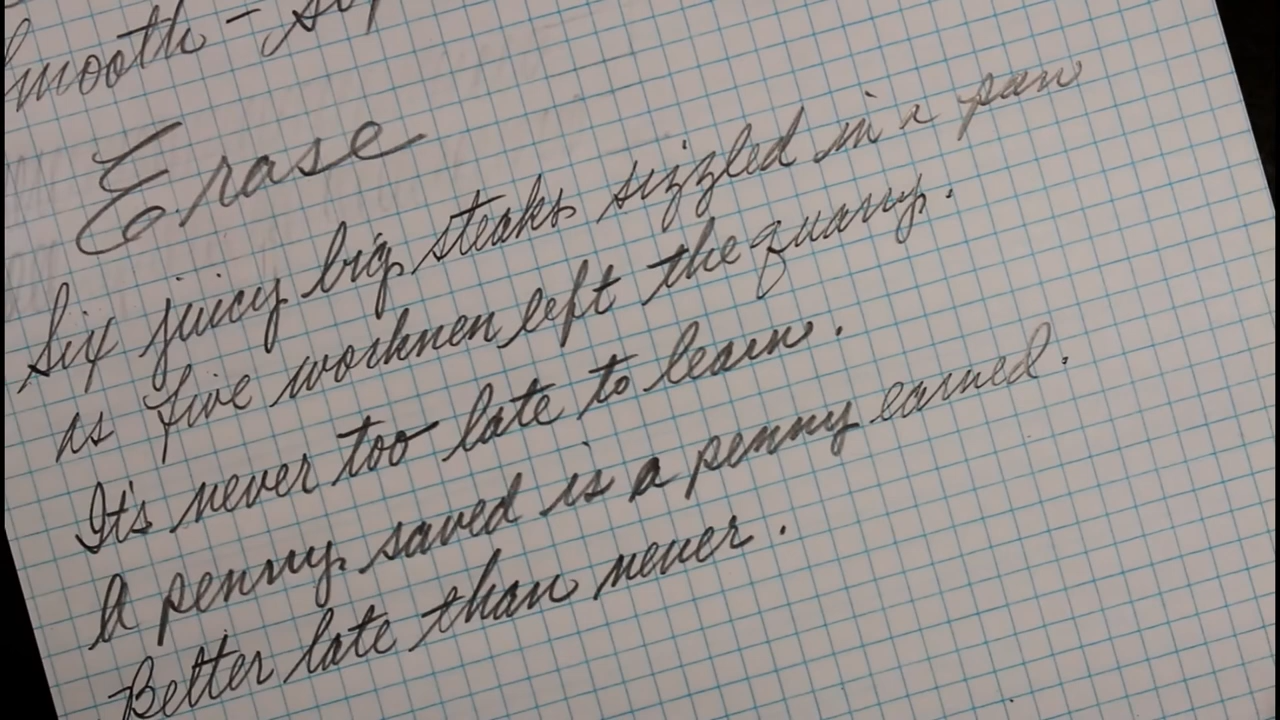 Smooth -
Erase
Six juicy big steaks sizzled in a pan
as five workmen left the quarry.
It's never too late to learn.
A penny saved is a penny earned.
Better late than never.